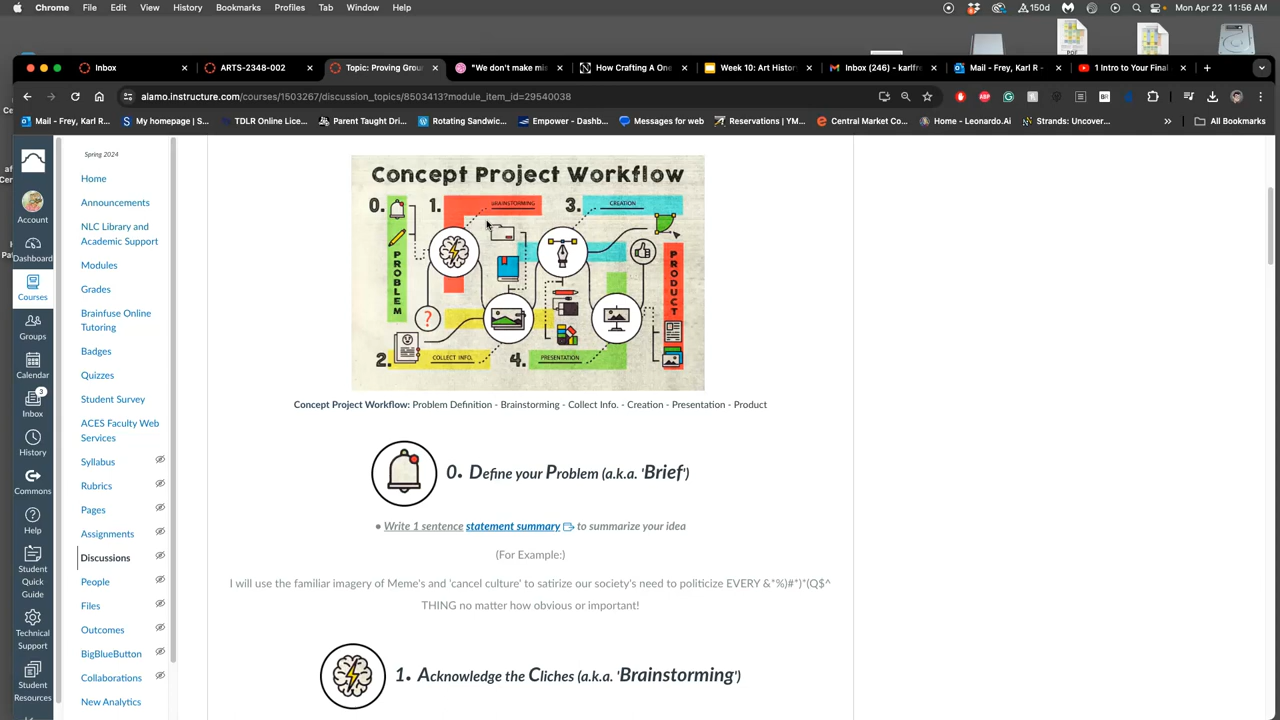 Chrome File Edit View History Bookmarks Profiles Tab Window Help
150d Mon Apr 22 11:56 AM
PDF
Inbox ARTS-2348-002 Topic: Proving Grou "We don't make mi How Crafting A One Week 10: Art Histor Inbox (246) - karlfre Mail - Frey, Karl R - 1 Intro to Your Final
alamo.instructure.com/courses/1503267/discussion_topics/8503413?module_item_id=29540038
Mail - Frey, Karl R... My homepage | S... TDLR Online Lice... Parent Taught Dri... Rotating Sandwic... Empower - Dashb... Messages for web Reservations | YM... Central Market Co... Home - Leonardo.Ai Strands: Uncover... » All Bookmarks
Account
Dashboard
Courses
Groups
Calendar
3
Inbox
History
Commons
Help
Student
Quick
Guide
Technical
Support
Student
Resources
Spring 2024
Home
Announcements
NLC Library and
Academic Support
Modules
Grades
Brainfuse Online
Tutoring
Badges
Quizzes
Student Survey
ACES Faculty Web
Services
Syllabus
Rubrics
Pages
Assignments
Discussions
People
Files
Outcomes
BigBlueButton
Collaborations
New Analytics
Concept Project Workflow
0. 1. BRAINSTORMING 3. CREATION
PROBLEM
PRODUCT
?
2. COLLECT INFO. 4. PRESENTATION
Concept Project Workflow: Problem Definition - Brainstorming - Collect Info. - Creation - Presentation - Product
0. Define your Problem (a.k.a. 'Brief')
• Write 1 sentence statement summary to summarize your idea
(For Example:)
I will use the familiar imagery of Meme's and 'cancel culture' to satirize our society's need to politicize EVERY &*%)#*)*(Q$^
THING no matter how obvious or important!
1. Acknowledge the Cliches (a.k.a. 'Brainstorming')